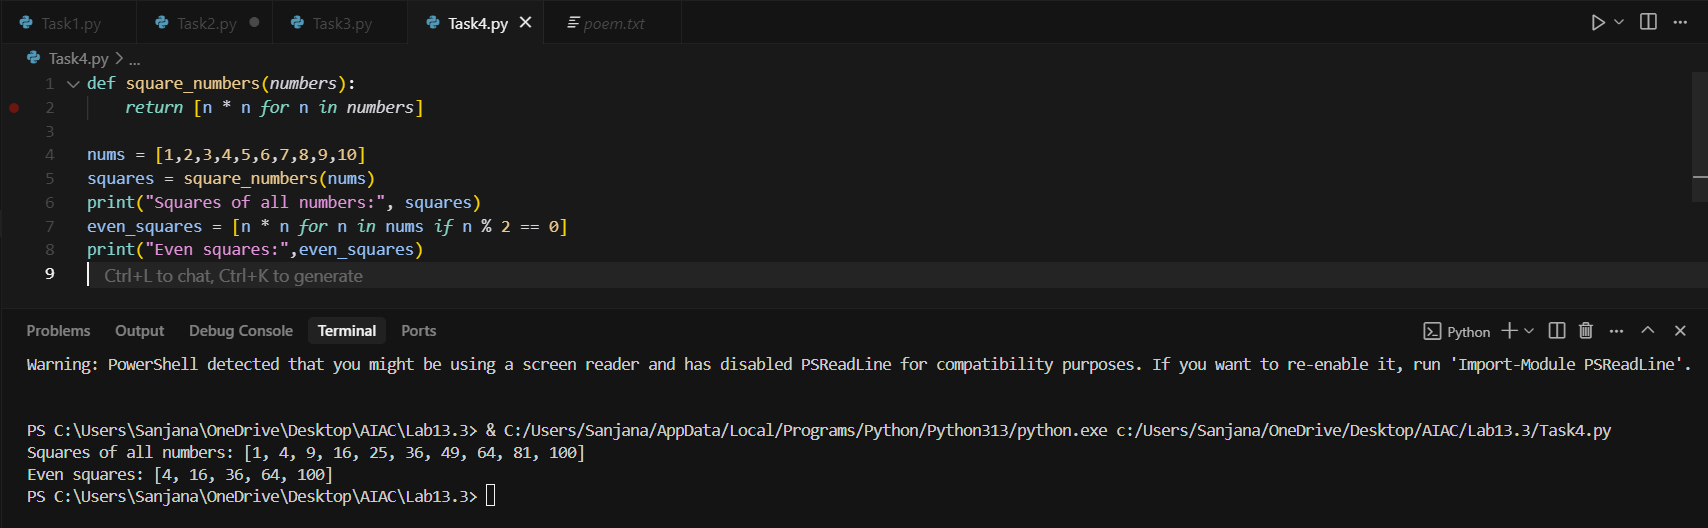 Task1.py Task2.py Task3.py Task4.py poem.txt
Task4.py > ...
1 def square_numbers(numbers):
2     return [n * n for n in numbers]
3
4 nums = [1,2,3,4,5,6,7,8,9,10]
5 squares = square_numbers(nums)
6 print("Squares of all numbers:", squares)
7 even_squares = [n * n for n in nums if n % 2 == 0]
8 print("Even squares:",even_squares)
9 Ctrl+L to chat, Ctrl+K to generate
Problems Output Debug Console Terminal Ports Python
Warning: PowerShell detected that you might be using a screen reader and has disabled PSReadLine for compatibility purposes. If you want to re-enable it, run 'Import-Module PSReadLine'.
PS C:\Users\Sanjana\OneDrive\Desktop\AIAC\Lab13.3> & C:/Users/Sanjana/AppData/Local/Programs/Python/Python313/python.exe c:/Users/Sanjana/OneDrive/Desktop/AIAC/Lab13.3/Task4.py
Squares of all numbers: [1, 4, 9, 16, 25, 36, 49, 64, 81, 100]
Even squares: [4, 16, 36, 64, 100]
PS C:\Users\Sanjana\OneDrive\Desktop\AIAC\Lab13.3>